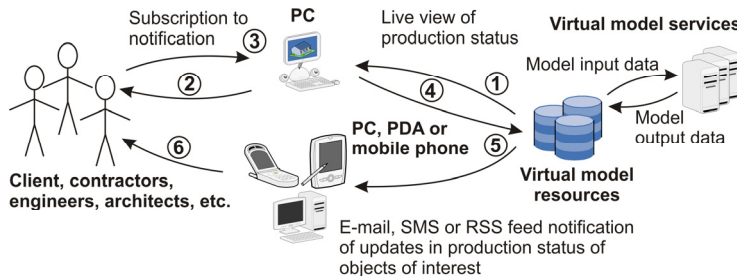 Subscription to
notification
③
②
PC
Live view of
production status
①
④
Virtual model services
Model input data
Model
output data
⑥
PC, PDA or
mobile phone
⑤
Client, contractors,
engineers, architects, etc.
Virtual model
resources
E-mail, SMS or RSS feed notification
of updates in production status of
objects of interest